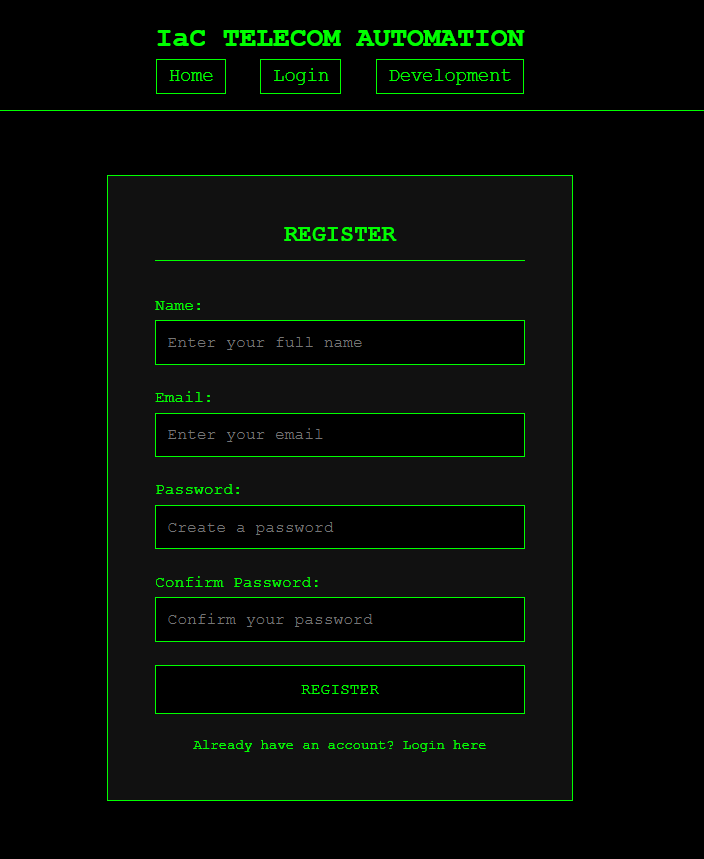 IaC TELECOM AUTOMATION
Home Login Development
REGISTER
Name:
Enter your full name
Email:
Enter your email
Password:
Create a password
Confirm Password:
Confirm your password
REGISTER
Already have an account? Login here